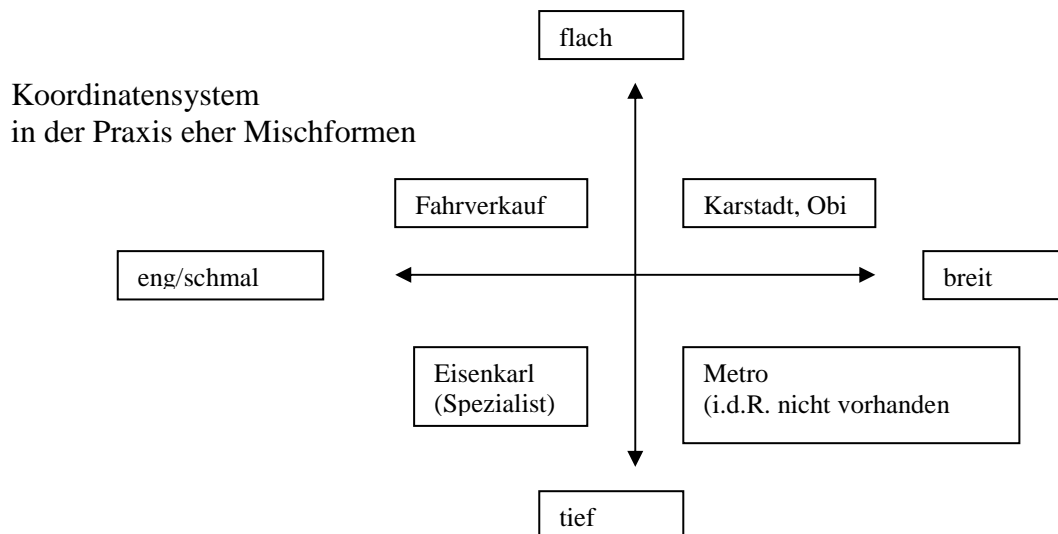 flach
Koordinatensystem
in der Praxis eher Mischformen
Fahrverkauf
Karstadt, Obi
eng/schmal
breit
Eisenkarl
(Spezialist)
Metro
(i.d.R. nicht vorhanden
tief